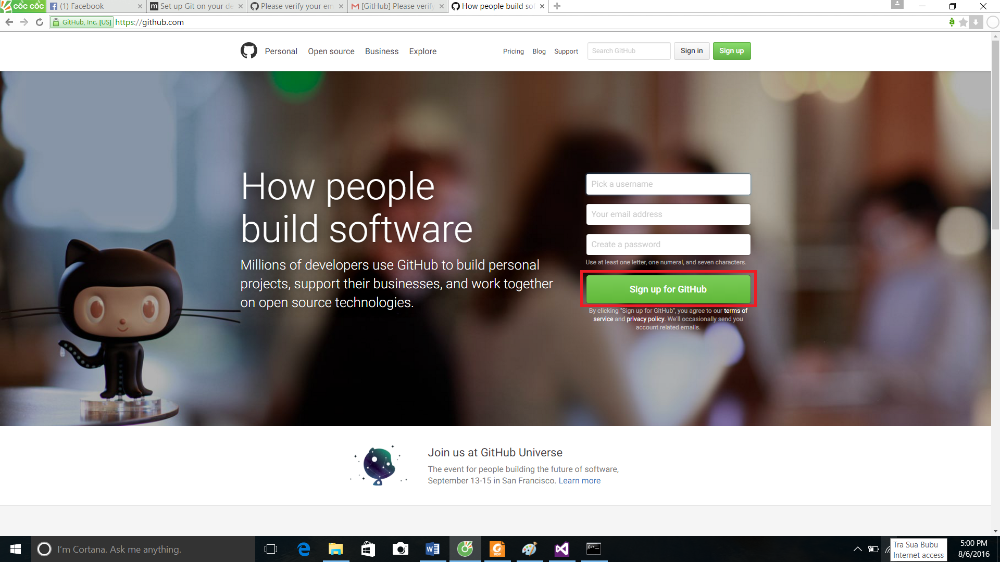 cốc cốc
(1) Facebook
Set up Git on your de
Please verify your em
[GitHub] Please verify
How people build sof
GitHub, Inc. [US] https://github.com
Personal Open source Business Explore
Pricing Blog Support Search GitHub Sign in Sign up
How people
build software
Millions of developers use GitHub to build personal
projects, support their businesses, and work together
on open source technologies.
Pick a username
Your email address
Create a password
Use at least one letter, one numeral, and seven characters.
Sign up for GitHub
By clicking "Sign up for GitHub", you agree to our terms of
service and privacy policy. We'll occasionally send you
account related emails.
Join us at GitHub Universe
The event for people building the future of software,
September 13-15 in San Francisco. Learn more
I'm Cortana. Ask me anything.
Tra Sua Bubu
Internet access
5:00 PM
8/6/2016